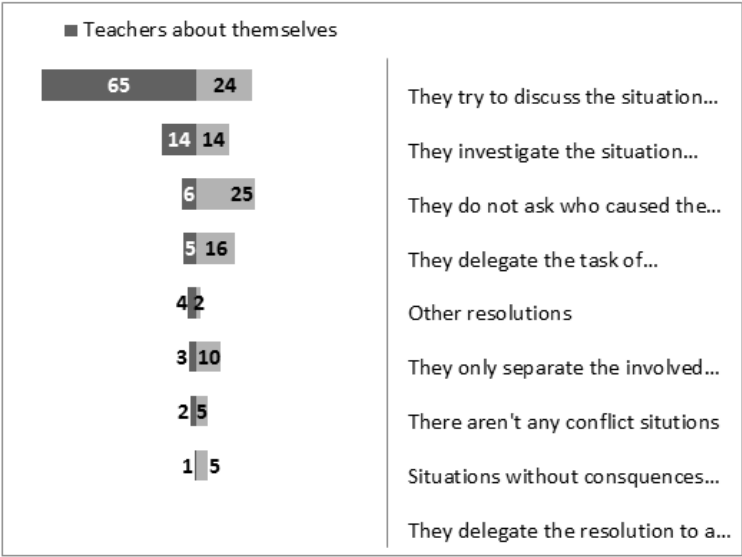 Teachers about themselves
65 24
They try to discuss the situation...
14 14
They investigate the situation...
6 25
They do not ask who caused the...
5 16
They delegate the task of...
4 2
Other resolutions
3 10
They only separate the involved...
2 5
There aren't any conflict situtions
1 5
Situations without consquences...
They delegate the resolution to a...